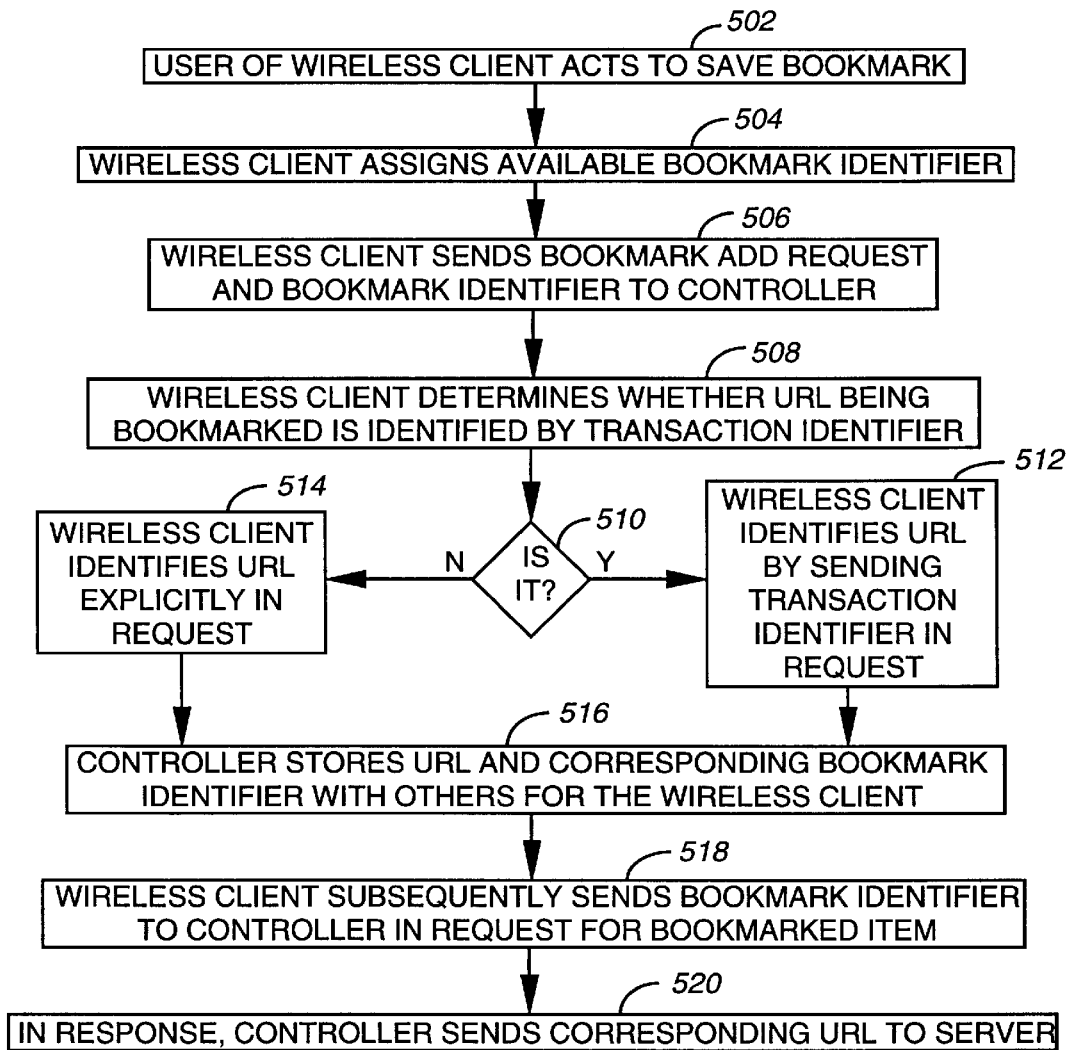 502
USER OF WIRELESS CLIENT ACTS TO SAVE BOOKMARK
504
WIRELESS CLIENT ASSIGNS AVAILABLE BOOKMARK IDENTIFIER
506
WIRELESS CLIENT SENDS BOOKMARK ADD REQUEST
AND BOOKMARK IDENTIFIER TO CONTROLLER
508
WIRELESS CLIENT DETERMINES WHETHER URL BEING
BOOKMARKED IS IDENTIFIED BY TRANSACTION IDENTIFIER
510
IS
IT?
N
Y
514
WIRELESS CLIENT
IDENTIFIES URL
EXPLICITLY IN
REQUEST
512
WIRELESS CLIENT
IDENTIFIES URL
BY SENDING
TRANSACTION
IDENTIFIER IN
REQUEST
516
CONTROLLER STORES URL AND CORRESPONDING BOOKMARK
IDENTIFIER WITH OTHERS FOR THE WIRELESS CLIENT
518
WIRELESS CLIENT SUBSEQUENTLY SENDS BOOKMARK IDENTIFIER
TO CONTROLLER IN REQUEST FOR BOOKMARKED ITEM
520
IN RESPONSE, CONTROLLER SENDS CORRESPONDING URL TO SERVER